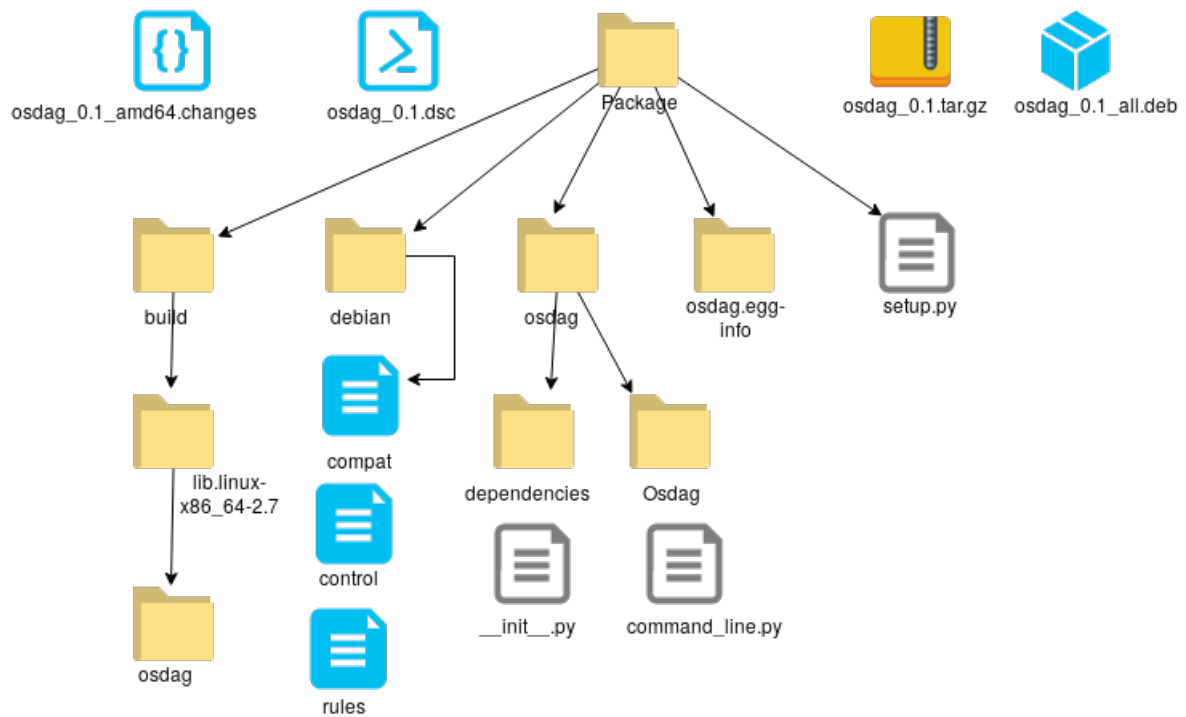 osdag_0.1_amd64.changes
osdag_0.1.dsc
Package
osdag_0.1.tar.gz
osdag_0.1_all.deb
build
debian
osdag
osdag.egg-
info
setup.py
compat
lib.linux-
x86_64-2.7
dependencies
Osdag
control
__init__.py
command_line.py
osdag
rules